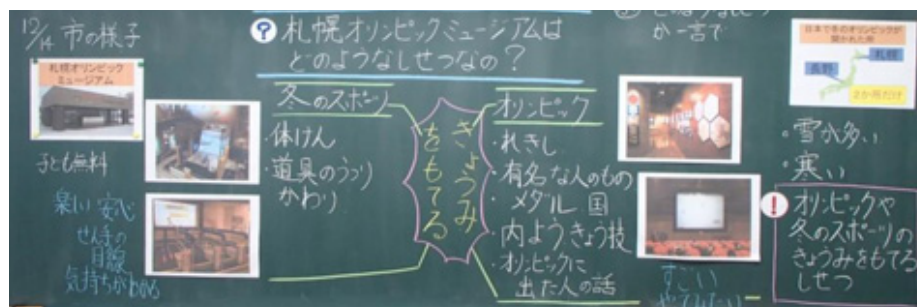 12/14 市の様子
札幌オリンピック
ミュージアム
子ども無料
楽しい 安心
せん手の
目線
気持ちがわかる
? 札幌オリンピックミュージアムは
どのようなしせつなの?
冬のスポーツ
・体けん
・道具のうつり
かわり
きょうみ
をもてる
オリンピック
・れきし
・有名な人のもの
・メダル 国
・内ようきょう技
・オリンピックに
出た人の話
か一言で
すごい
日本で冬のオリンピックが
開かれた所
札幌
長野
2か所だけ
・雪が多い
・寒い
! オリンピックや
冬のスポーツの
きょうみをもてる
しせつ